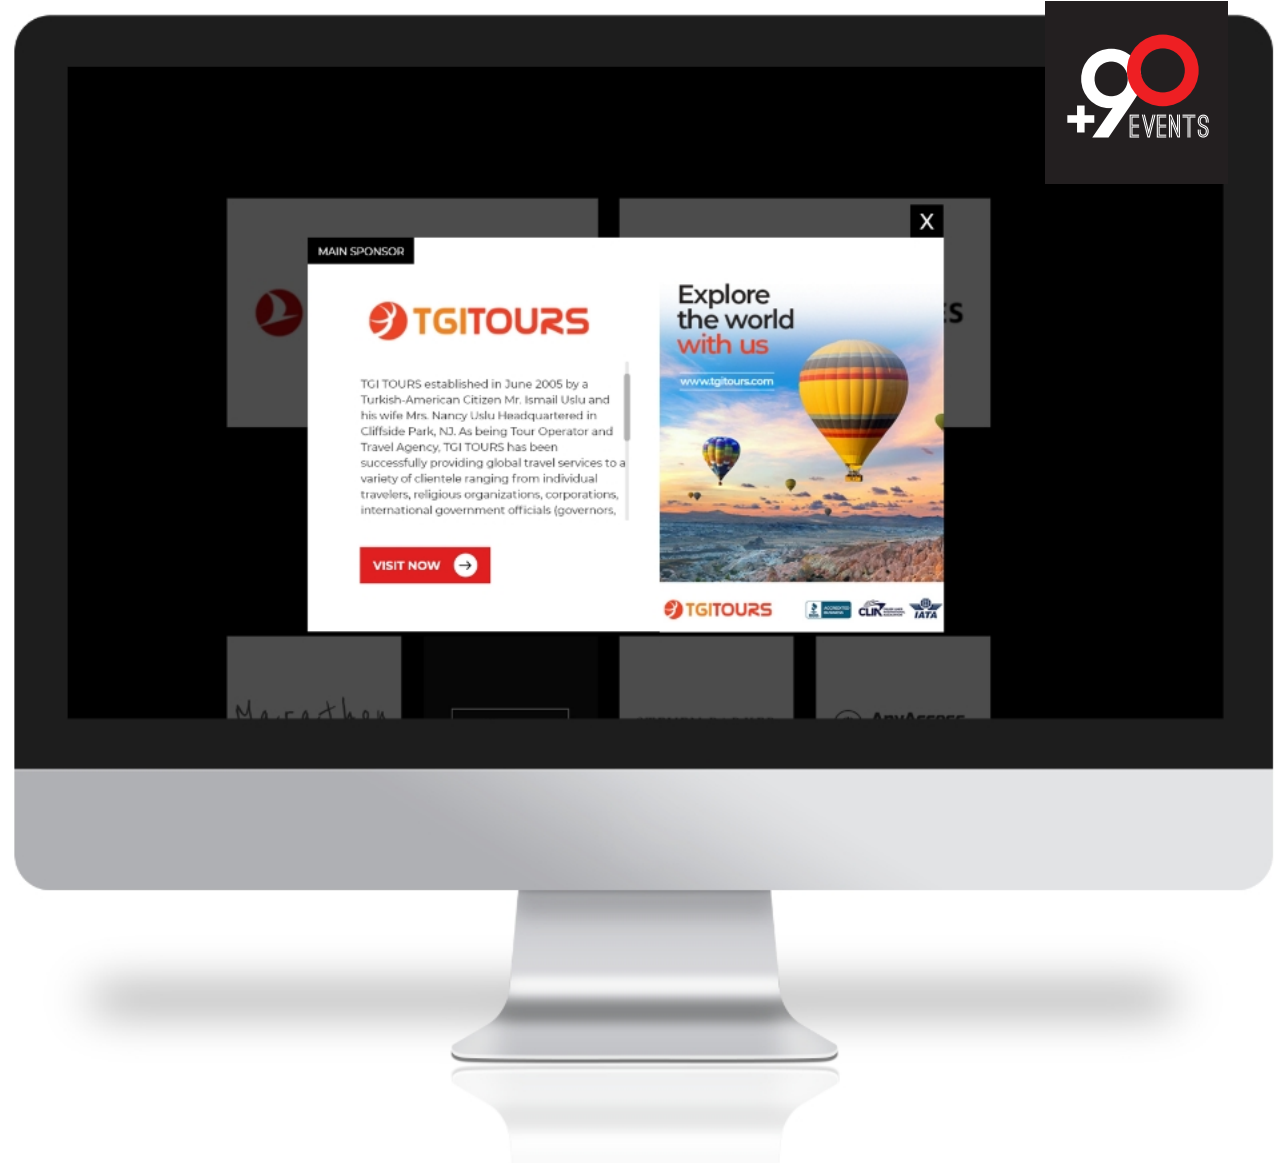 +90
EVENTS
X
MAIN SPONSOR
TGITOURS
TGI TOURS established in June 2005 by a
Turkish-American Citizen Mr. Ismail Uslu and
his wife Mrs. Nancy Uslu Headquartered in
Cliffside Park, NJ. As being Tour Operator and
Travel Agency, TGI TOURS has been
successfully providing global travel services to a
variety of clientele ranging from individual
travelers, religious organizations, corporations,
international government officials (governors,
VISIT NOW
Explore
the world
with us
www.tgitours.com
ES
TGITOURS
ACCREDITED
CLIA
IATA